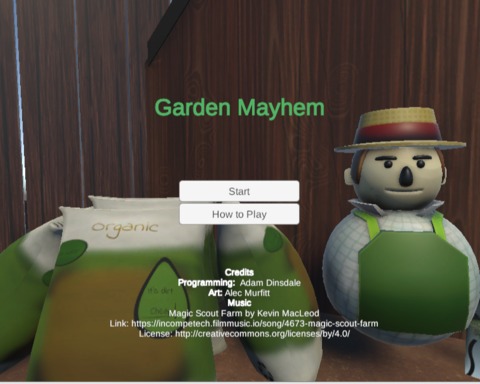 Garden Mayhem
Start
How to Play
organic
it's dirt
Credits
Programming: Adam Dinsdale
Art: Alec Murfitt
Music
Magic Scout Farm by Kevin MacLeod
Link: https://incompetech.filmmusic.io/song/4673-magic-scout-farm
License: http://creativecommons.org/licenses/by/4.0/